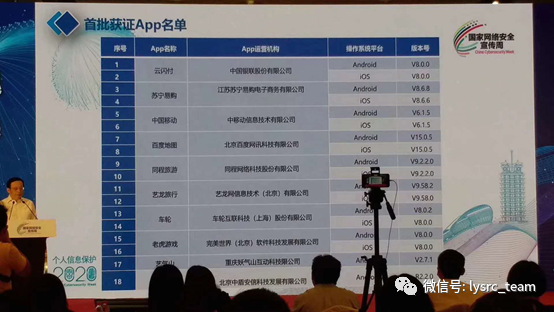 首批获证App名单
国家网络安全
宣传周
China Cybersecurity Week
序号 App名称 App运营机构 操作系统平台 版本号
1 云闪付 中国银联股份有限公司 Android V8.0.0
2 iOS V8.0.0
3 苏宁易购 江苏苏宁易购电子商务有限公司 Android V8.6.8
4 iOS V8.6.6
5 中国移动 中移动信息技术有限公司 Android V6.1.5
6 iOS V6.1.5
7 百度地图 北京百度网讯科技有限公司 Android V15.0.5
8 iOS V15.0.5
9 同程旅游 同程网络科技股份有限公司 Android V9.2.2.0
10 iOS V9.2.2.0
11 艺龙旅行 艺龙网信息技术(北京)有限公司 V9.58.2
12 V9.58.0
13 车轮 车轮互联科技(上海)股份有限公司 Android V8.0.2
14 iOS V8.0.0
15 老虎游戏 完美世界(北京)软件科技发展有限公司 Android V8.0.0
16 iOS V8.0.0
17 重庆妖气山互动科技有限公司 V2.7.1
18 北京中盾安信科技发展有限公司 R2.2.0
国家网络安全
宣传周
个人信息保护
2020
微信号: lysrc_team